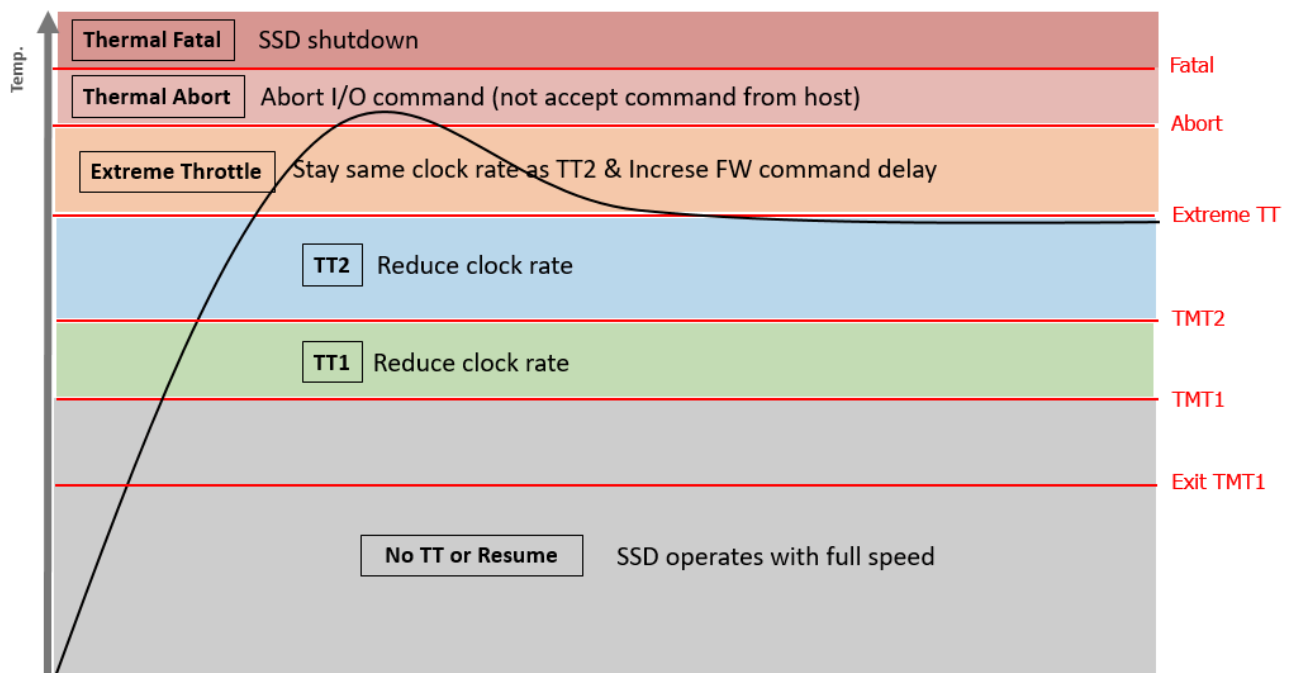 Temp.
Thermal Fatal SSD shutdown
Fatal
Thermal Abort Abort I/O command (not accept command from host)
Abort
Extreme Throttle Stay same clock rate as TT2 & Increse FW command delay
Extreme TT
TT2 Reduce clock rate
TMT2
TT1 Reduce clock rate
TMT1
Exit TMT1
No TT or Resume SSD operates with full speed